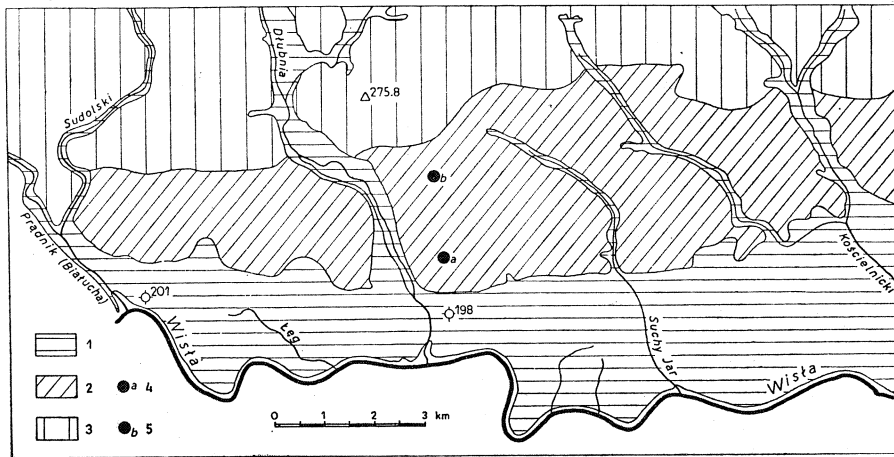 Sudolski
Dłubnia
275.8
Prądnik (Białucha)
b
a
Kościelnicki
201
198
Wisła
Łęg
Suchy Jar
Wisła
1
2
a 4
3
b 5
0 1 2 3 km